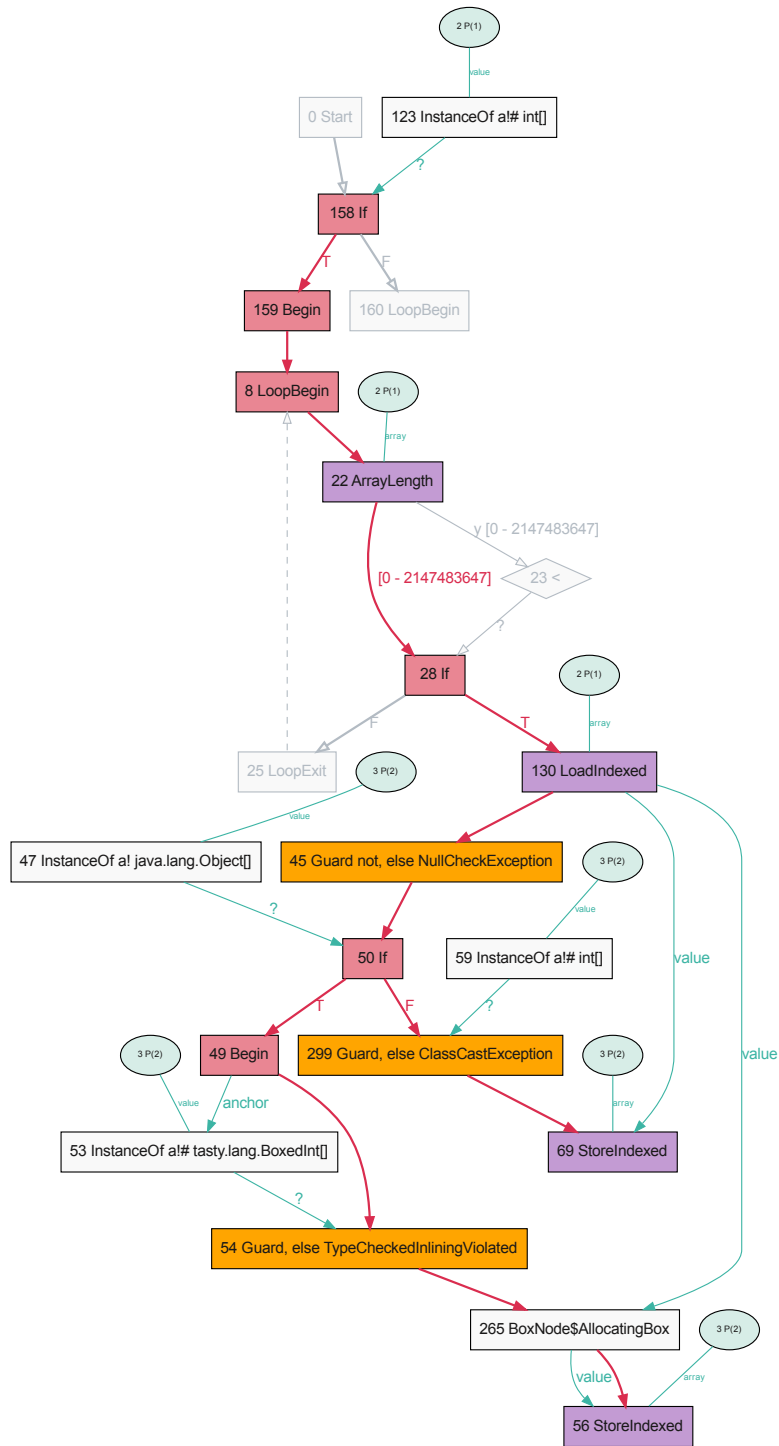 2 P(1)
value
0 Start
123 InstanceOf a!# int[]
?
158 If
T
F
159 Begin
160 LoopBegin
8 LoopBegin
2 P(1)
array
22 ArrayLength
y [0 - 2147483647]
[0 - 2147483647]
23 <
?
28 If
2 P(1)
F
T
array
25 LoopExit
3 P(2)
130 LoadIndexed
value
47 InstanceOf a! java.lang.Object[]
45 Guard not, else NullCheckException
3 P(2)
?
value
50 If
59 InstanceOf a!# int[]
value
T
F
?
3 P(2)
49 Begin
299 Guard, else ClassCastException
3 P(2)
value
value
anchor
array
53 InstanceOf a!# tasty.lang.BoxedInt[]
69 StoreIndexed
?
54 Guard, else TypeCheckedInliningViolated
265 BoxNode$AllocatingBox
3 P(2)
value
array
56 StoreIndexed